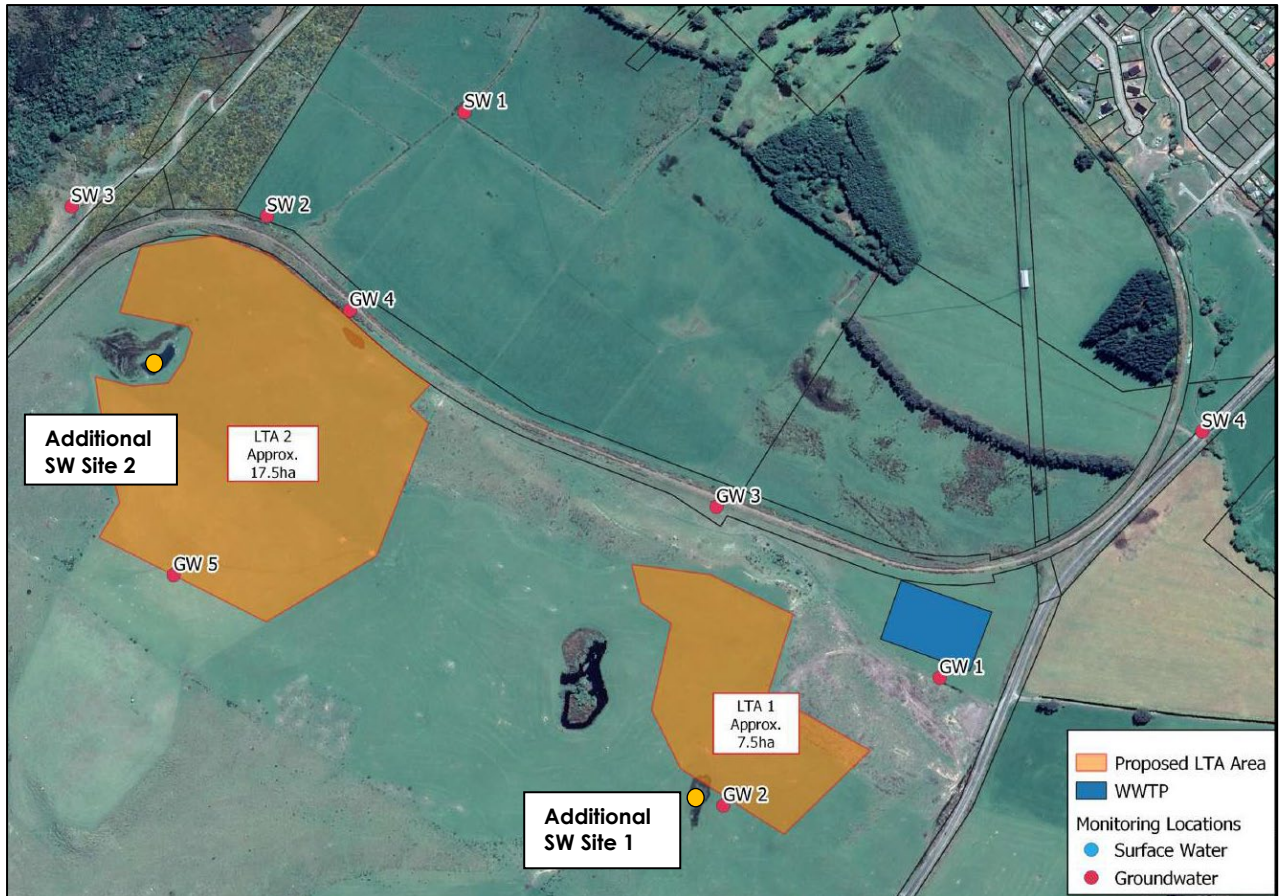 SW 1
SW 3
SW 2
GW 4
SW 4
Additional
SW Site 2
LTA 2
Approx.
17.5ha
GW 3
GW 5
GW 1
LTA 1
Approx.
7.5ha
GW 2
Additional
SW Site 1
Proposed LTA Area
WWTP
Monitoring Locations
Surface Water
Groundwater